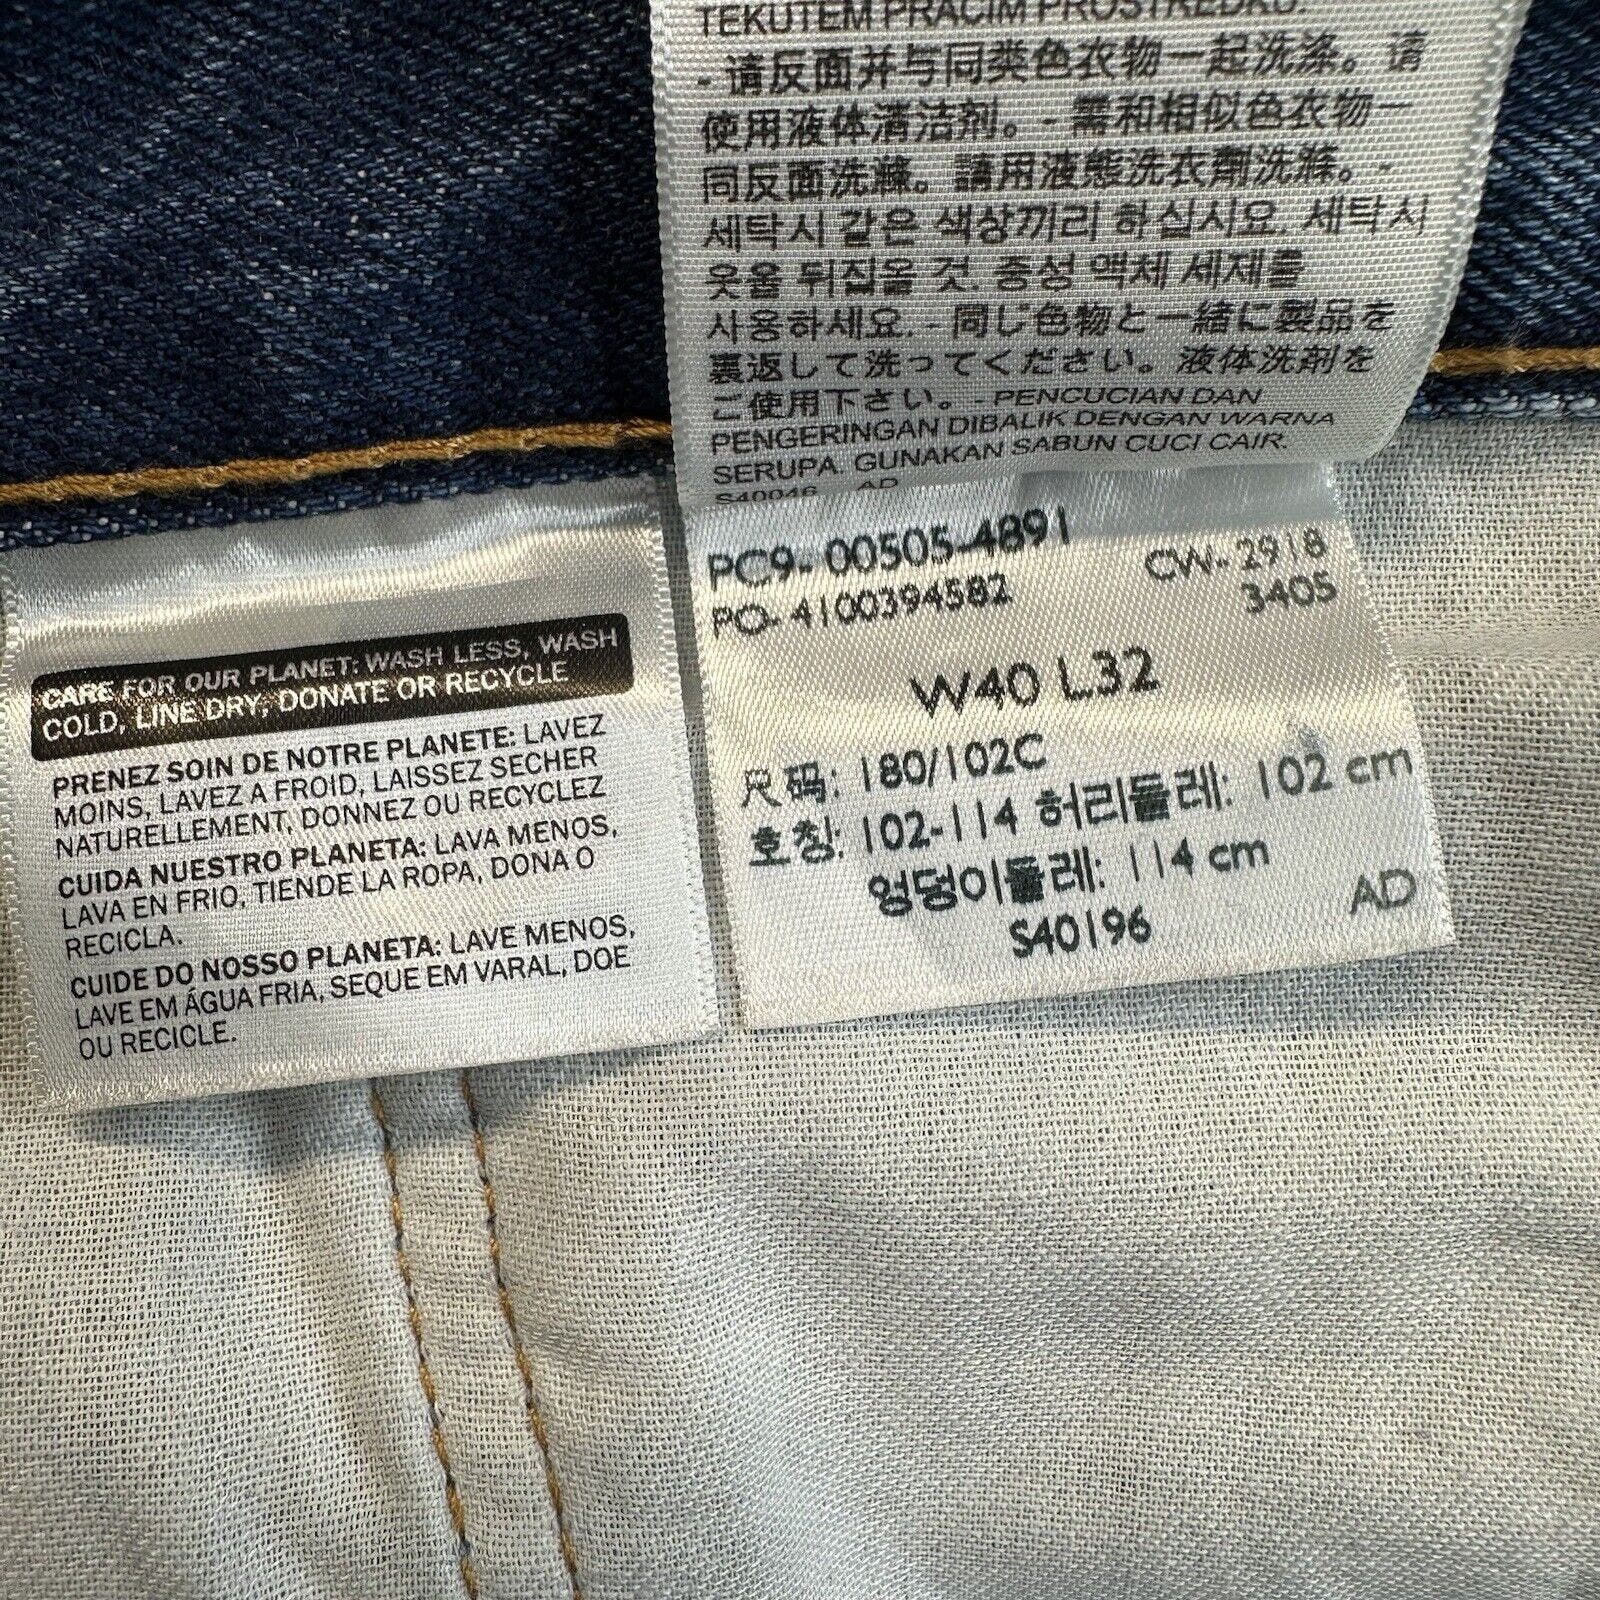 TEKUTEM PRACIM PROSTREDKU.
- 请反面并与同类色衣物一起洗涤。请
使用液体清洁剂。- 需和相似色衣物一
同反面洗滌。請用液態洗衣劑洗滌。-
세탁시 같은 색상끼리 하십시요. 세탁시
옷을 뒤집을 것. 중성 액체 세제를
사용하세요. - 同じ色物と一緒に製品を
裏返して洗ってください。液体洗剤を
ご使用下さい。- PENCUCIAN DAN
PENGERINGAN DIBALIK DENGAN WARNA
SERUPA. GUNAKAN SABUN CUCI CAIR.
S40046 AD
CARE FOR OUR PLANET: WASH LESS, WASH
COLD, LINE DRY, DONATE OR RECYCLE
PRENEZ SOIN DE NOTRE PLANETE: LAVEZ
MOINS, LAVEZ A FROID, LAISSEZ SECHER
NATURELLEMENT, DONNEZ OU RECYCLEZ
CUIDA NUESTRO PLANETA: LAVA MENOS,
LAVA EN FRIO, TIENDE LA ROPA, DONA O
RECICLA.
CUIDE DO NOSSO PLANETA: LAVE MENOS,
LAVE EM ÁGUA FRIA, SEQUE EM VARAL, DOE
OU RECICLE.
PC9-00505-4891
PO-4100394582
CW-2918
3405
W40 L32
尺码: 180/102C
호칭: 102-114 허리둘레: 102 cm
엉덩이둘레: 114 cm
S40196
AD